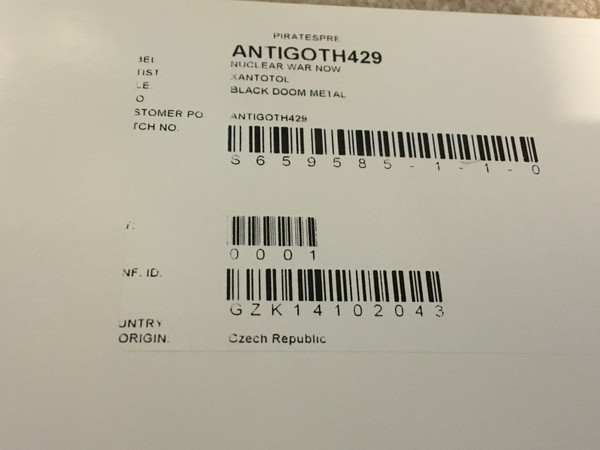 PIRATESPRE
ANTIGOTH429
BEL NUCLEAR WAR NOW
TIST XANTOTOL
LE BLACK DOOM METAL
O
STOMER PO ANTIGOTH429
TCH NO.
S659585-1-1-0
0001
NF. ID.
GZK14102043
UNTRY
ORIGIN: Czech Republic